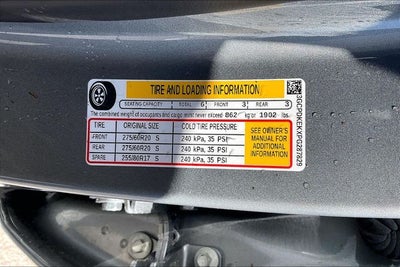 TIRE AND LOADING INFORMATION
SEATING CAPACITY TOTAL 6 FRONT 3 REAR 3
The combined weight of occupants and cargo must never exceed 862 kg or 1902 lbs.
TIRE ORIGINAL SIZE COLD TIRE PRESSURE
FRONT 275/60R20 S 240 kPa, 35 PSI
REAR 275/60R20 S 240 kPa, 35 PSI
SPARE 255/80R17 S 240 kPa, 35 PSI
SEE OWNER'S
MANUAL FOR
ADDITIONAL
INFORMATION
3GCPDKEKXPG287829